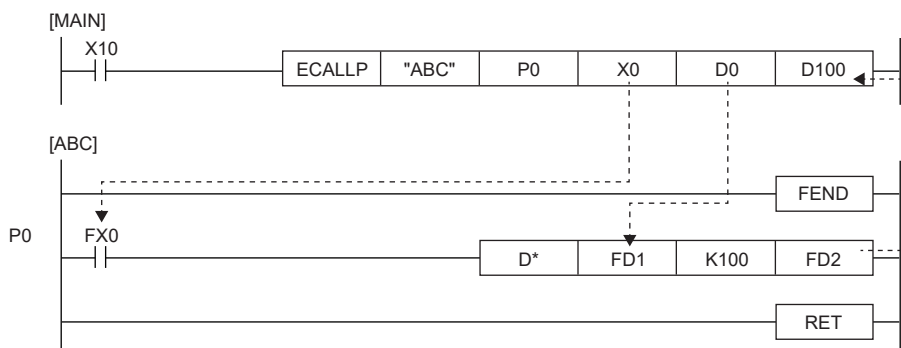 [MAIN]
X10
ECALLP "ABC" P0 X0 D0 D100
[ABC]
FEND
P0 FX0
D* FD1 K100 FD2
RET